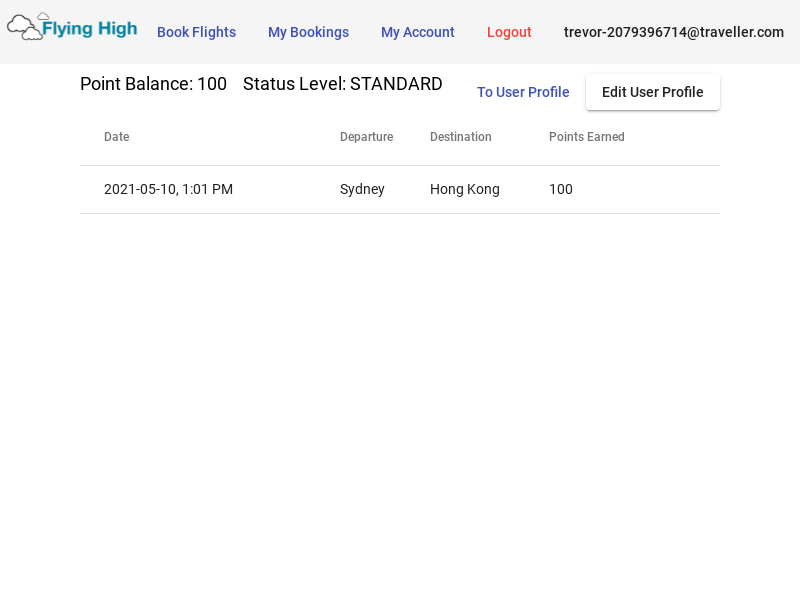 Flying High Book Flights My Bookings My Account Logout trevor-2079396714@traveller.com
Point Balance: 100 Status Level: STANDARD To User Profile Edit User Profile
Date Departure Destination Points Earned
2021-05-10, 1:01 PM Sydney Hong Kong 100